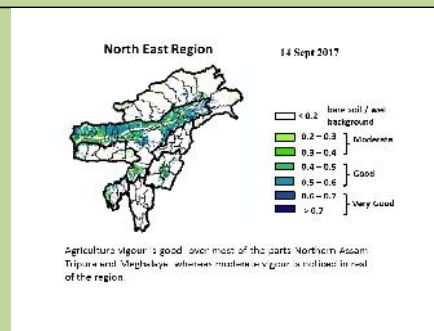 North East Region
14 Sept 2017
< 0.2 bare soil / wet
background
0.2 – 0.3
Moderate
0.3 – 0.4
0.4 – 0.5
Good
0.5 – 0.6
0.6 – 0.7
Very Good
> 0.7
Agriculture vigour is good over most of the parts Northern Assam
Tripura and Meghalaya whereas moderate vigour is noticed in rest
of the region.